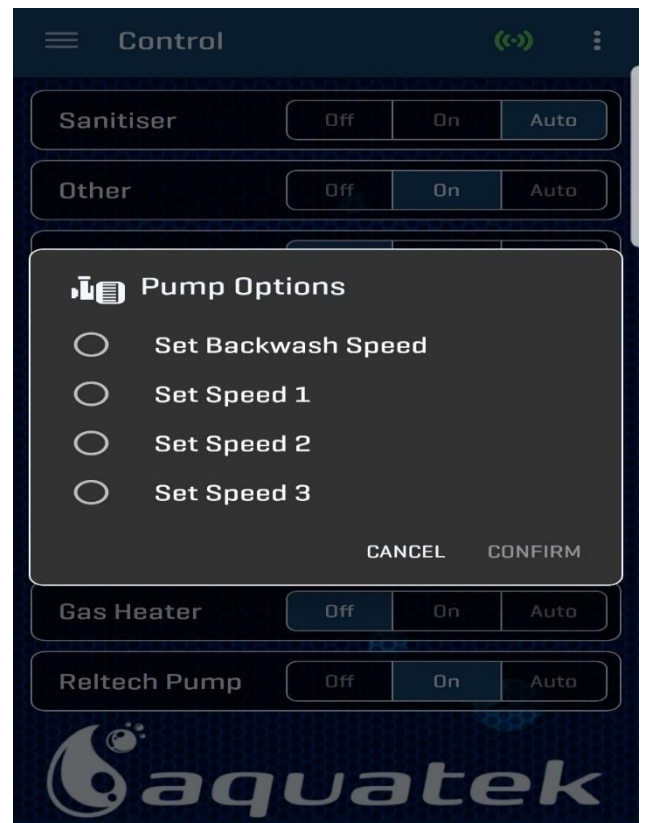 Control
Sanitiser Off On Auto
Other Off On Auto
Pump Options
Set Backwash Speed
Set Speed 1
Set Speed 2
Set Speed 3
CANCEL CONFIRM
Gas Heater Off On Auto
Reltech Pump Off On Auto
aquatek